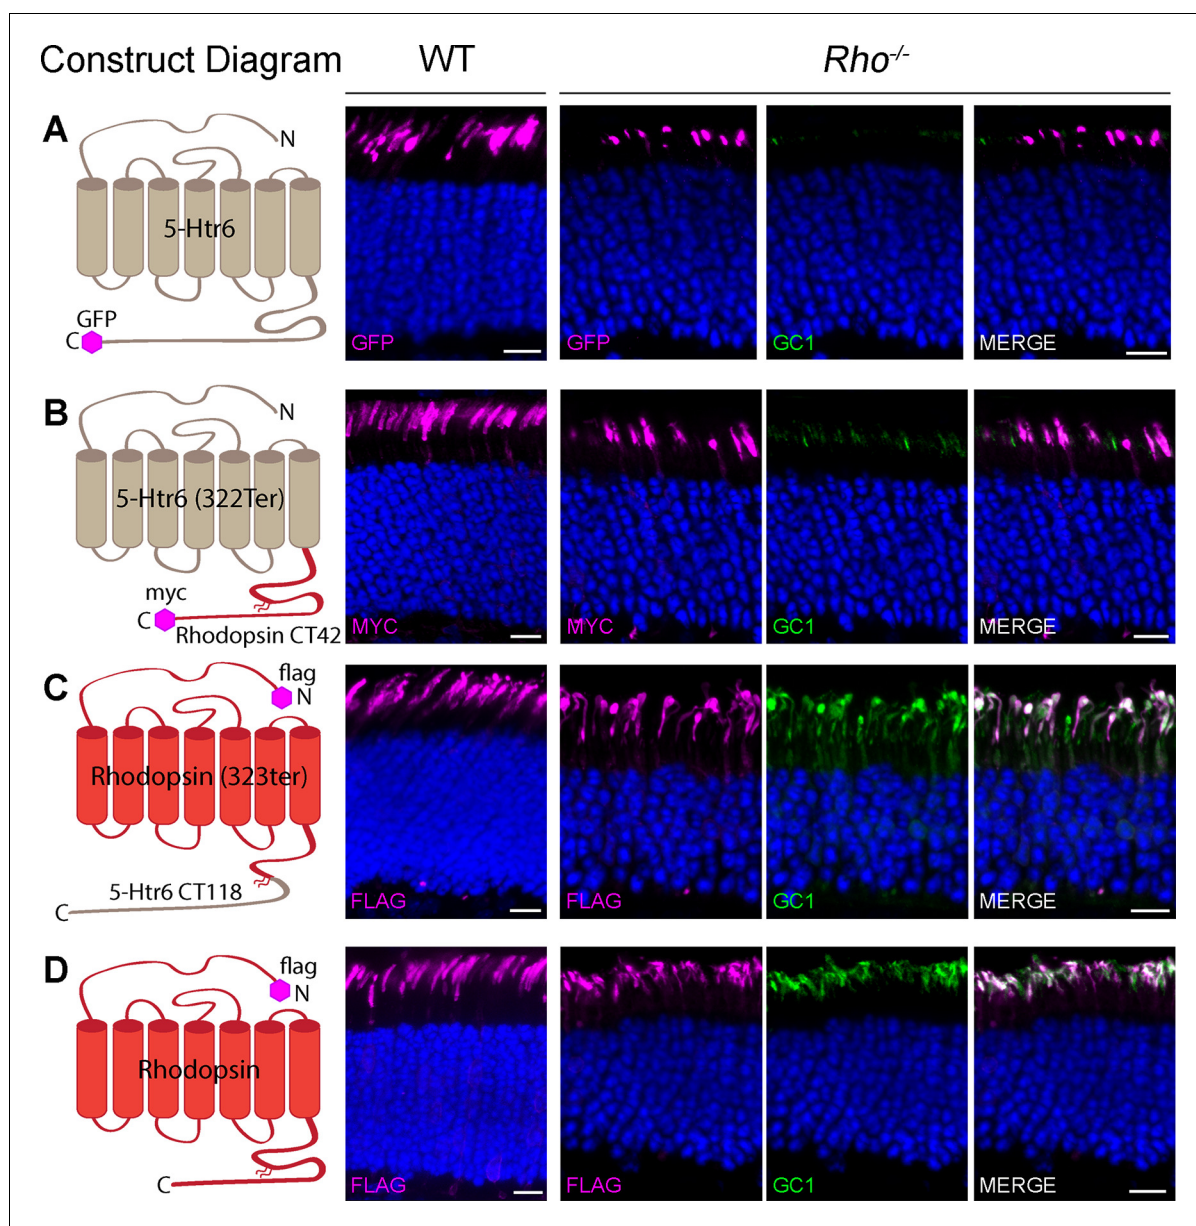 Construct Diagram WT Rho-/-
A
N
5-Htr6
GFP
C
GFP GFP GC1 MERGE
B
N
5-Htr6 (322Ter)
myc
C
Rhodopsin CT42
MYC MYC GC1 MERGE
C
flag
N
Rhodopsin (323ter)
5-Htr6 CT118
C
FLAG FLAG GC1 MERGE
D
flag
N
Rhodopsin
C
FLAG FLAG GC1 MERGE